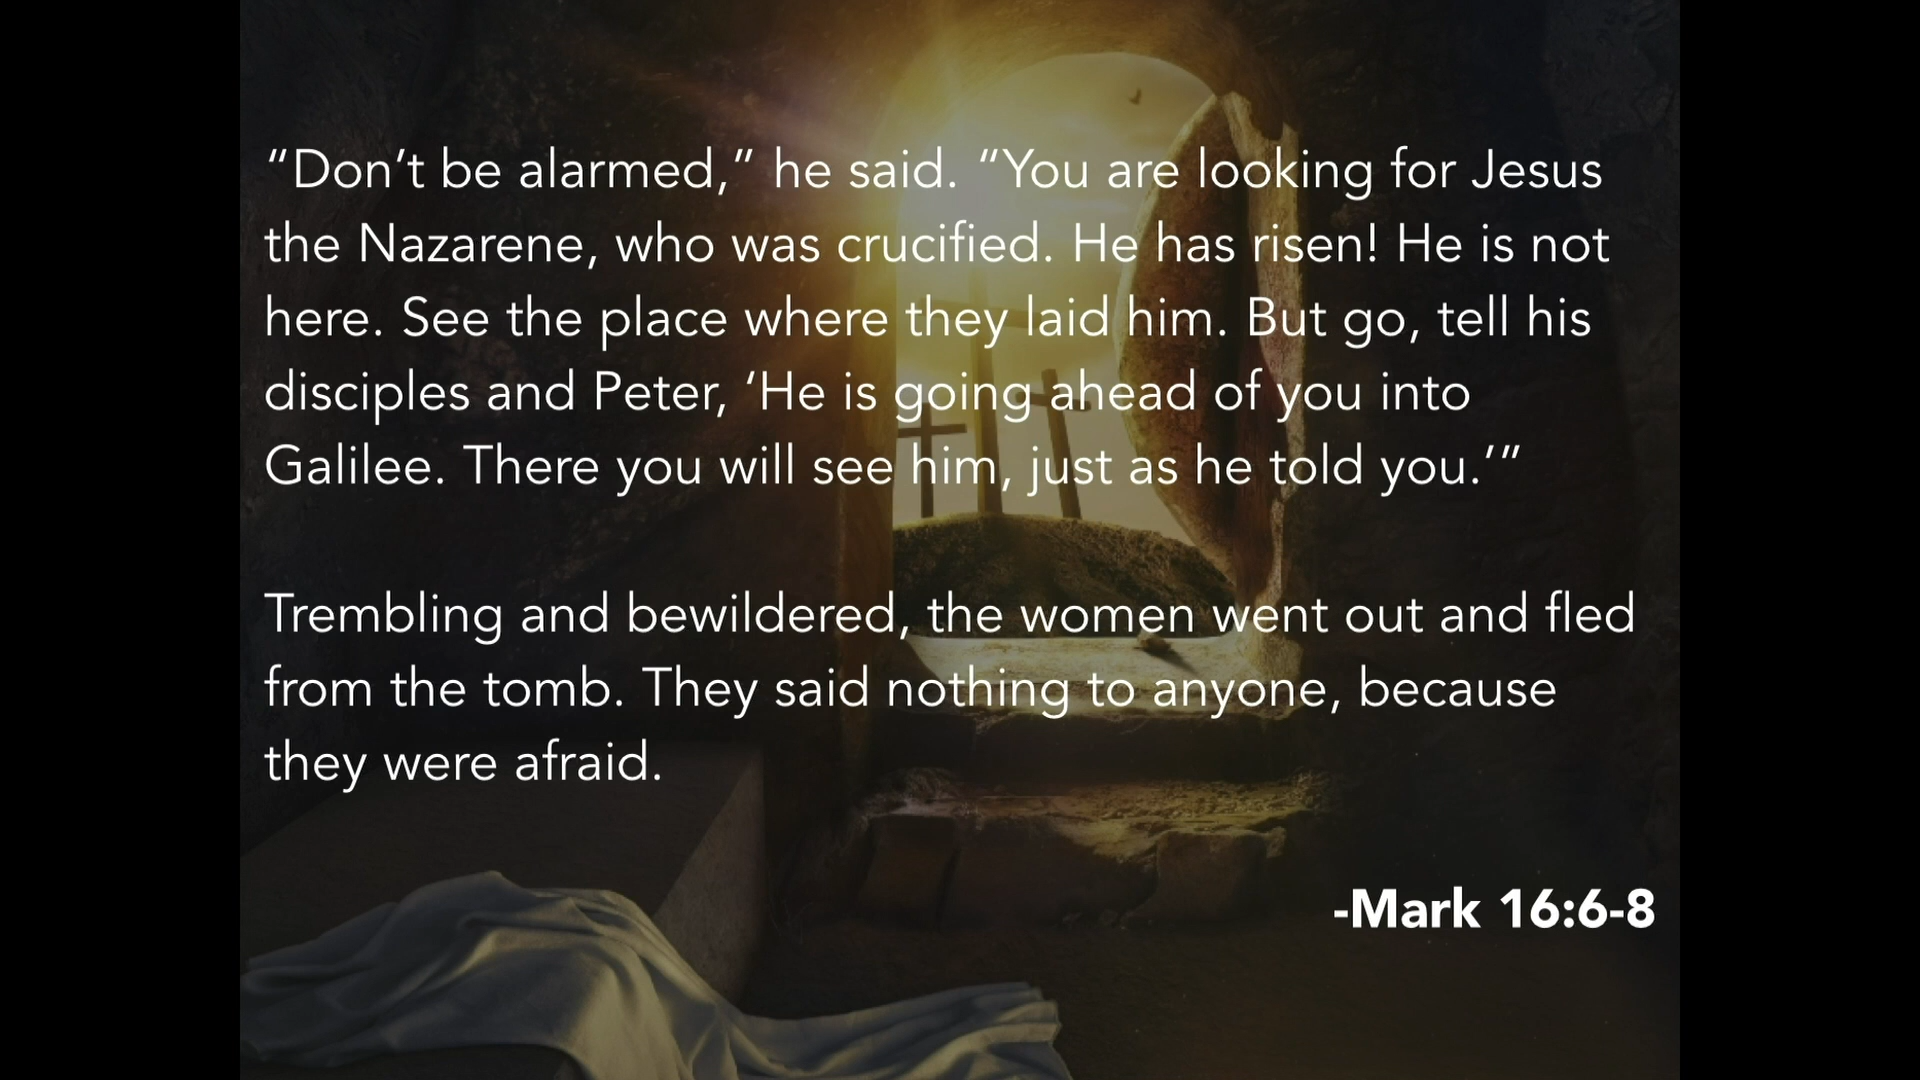 “Don’t be alarmed,” he said. “You are looking for Jesus
the Nazarene, who was crucified. He has risen! He is not
here. See the place where they laid him. But go, tell his
disciples and Peter, ‘He is going ahead of you into
Galilee. There you will see him, just as he told you.’”
Trembling and bewildered, the women went out and fled
from the tomb. They said nothing to anyone, because
they were afraid.
-Mark 16:6-8